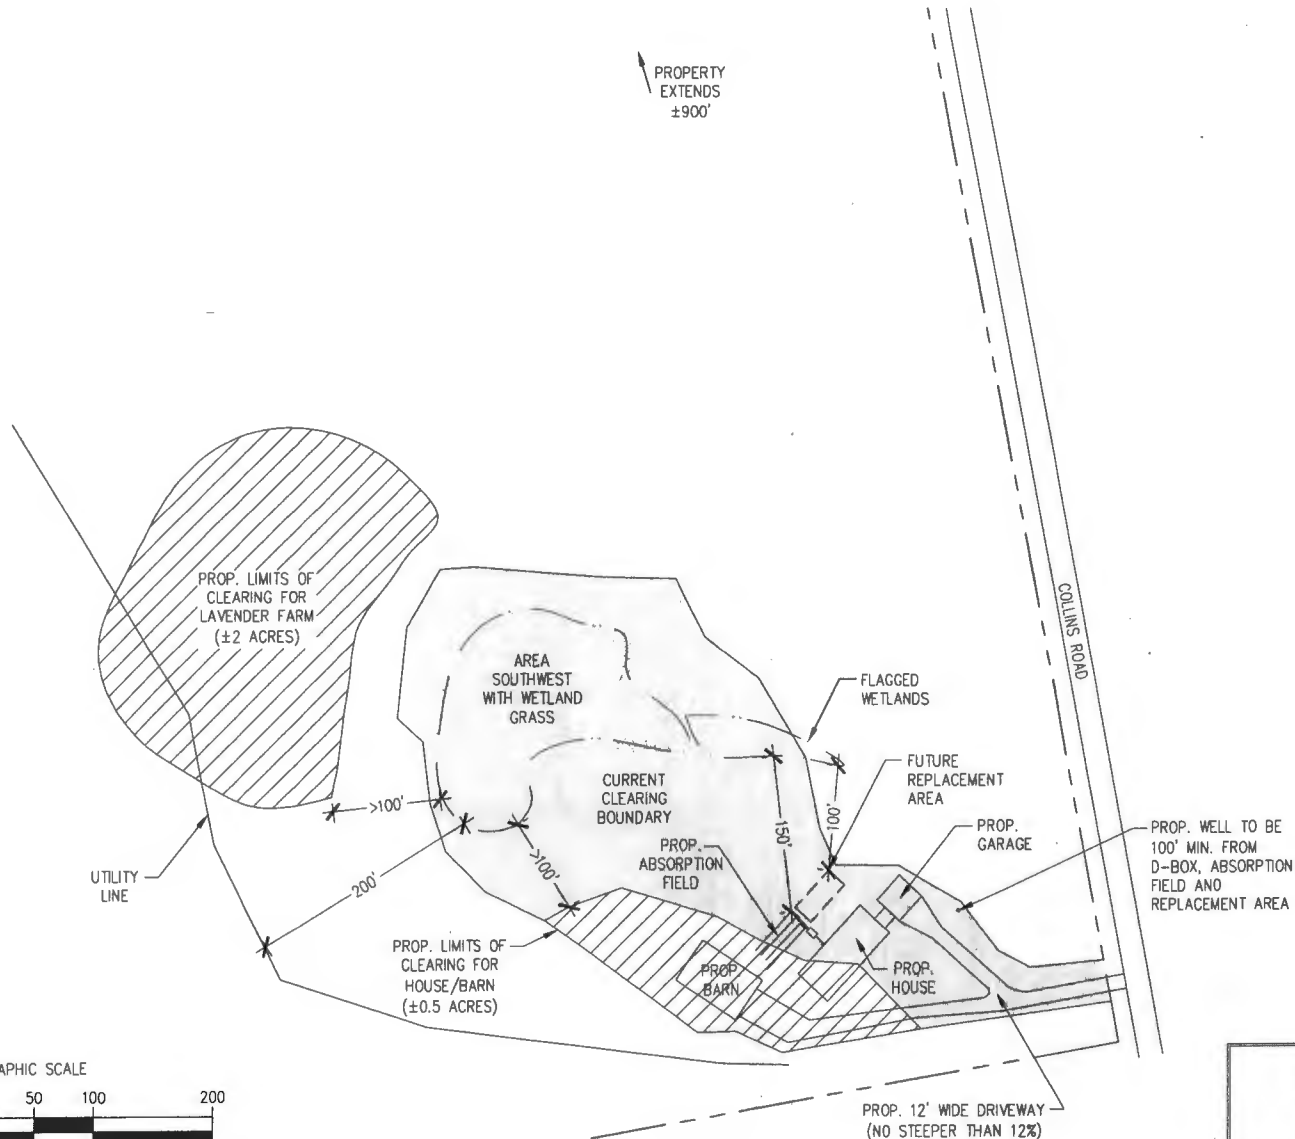 PROPERTY
EXTENDS
±900'
COLLINS ROAD
PROP. LIMITS OF
CLEARING FOR
LAVENDER FARM
(±2 ACRES)
AREA
SOUTHWEST
WITH WETLAND
GRASS
FLAGGED
WETLANDS
CURRENT
CLEARING
BOUNDARY
FUTURE
REPLACEMENT
AREA
>100'
>100'
150'
100'
200'
PROP.
ABSORPTION
FIELD
PROP.
GARAGE
PROP. WELL TO BE
100' MIN. FROM
D-BOX, ABSORPTION
FIELD AND
REPLACEMENT AREA
UTILITY
LINE
PROP. LIMITS OF
CLEARING FOR
HOUSE/BARN
(±0.5 ACRES)
PROP.
BARN
PROP.
HOUSE
APHIC SCALE
50 100 200
PROP. 12' WIDE DRIVEWAY
(NO STEEPER THAN 12%)